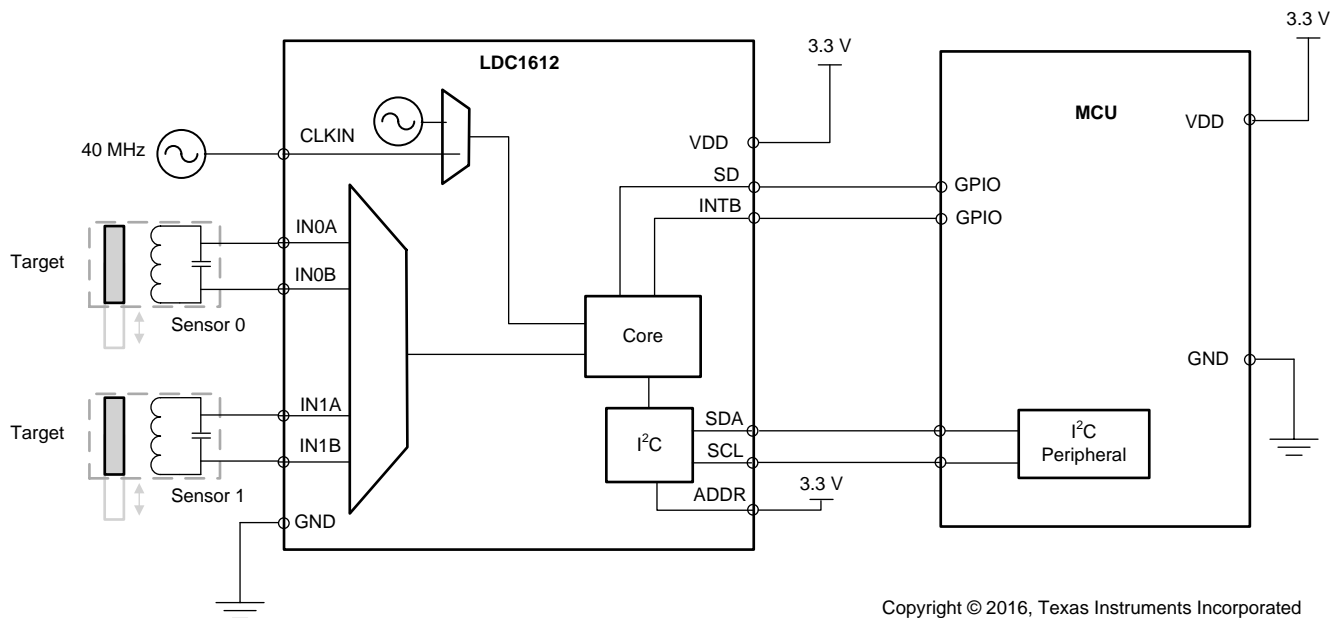 3.3 V
3.3 V
LDC1612
MCU
CLKIN
40 MHz
VDD
VDD
SD
GPIO
INTB
GPIO
IN0A
Target
IN0B
Sensor 0
Core
GND
IN1A
SDA
Target
I²C
I²C
Peripheral
IN1B
SCL
Sensor 1
ADDR
3.3 V
GND
Copyright © 2016, Texas Instruments Incorporated